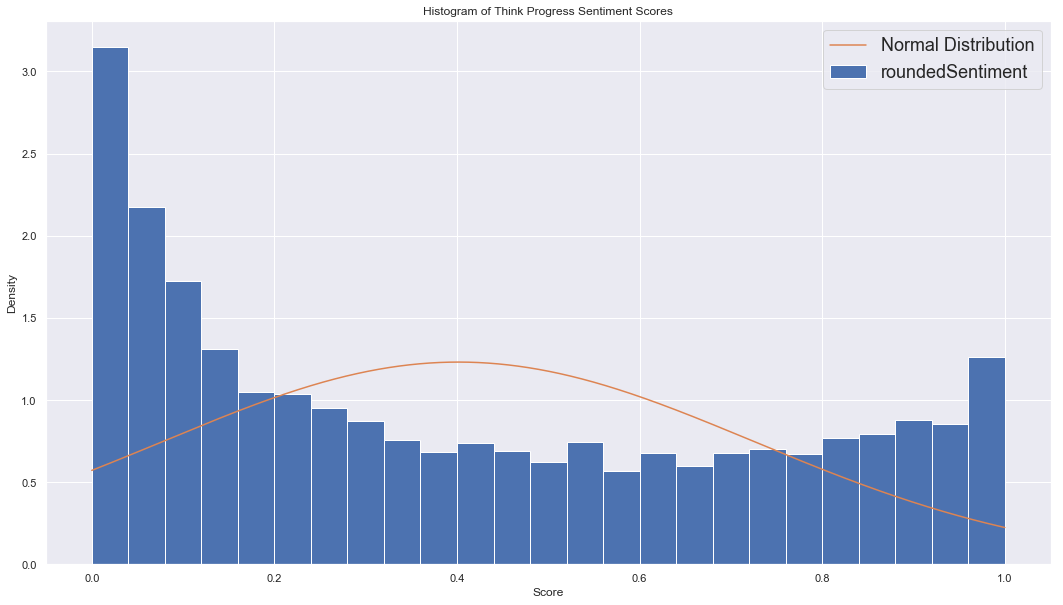 Histogram of Think Progress Sentiment Scores
Normal Distribution
roundedSentiment
3.0
2.5
2.0
1.5
1.0
0.5
0.0
Density
0.0 0.2 0.4 0.6 0.8 1.0
Score